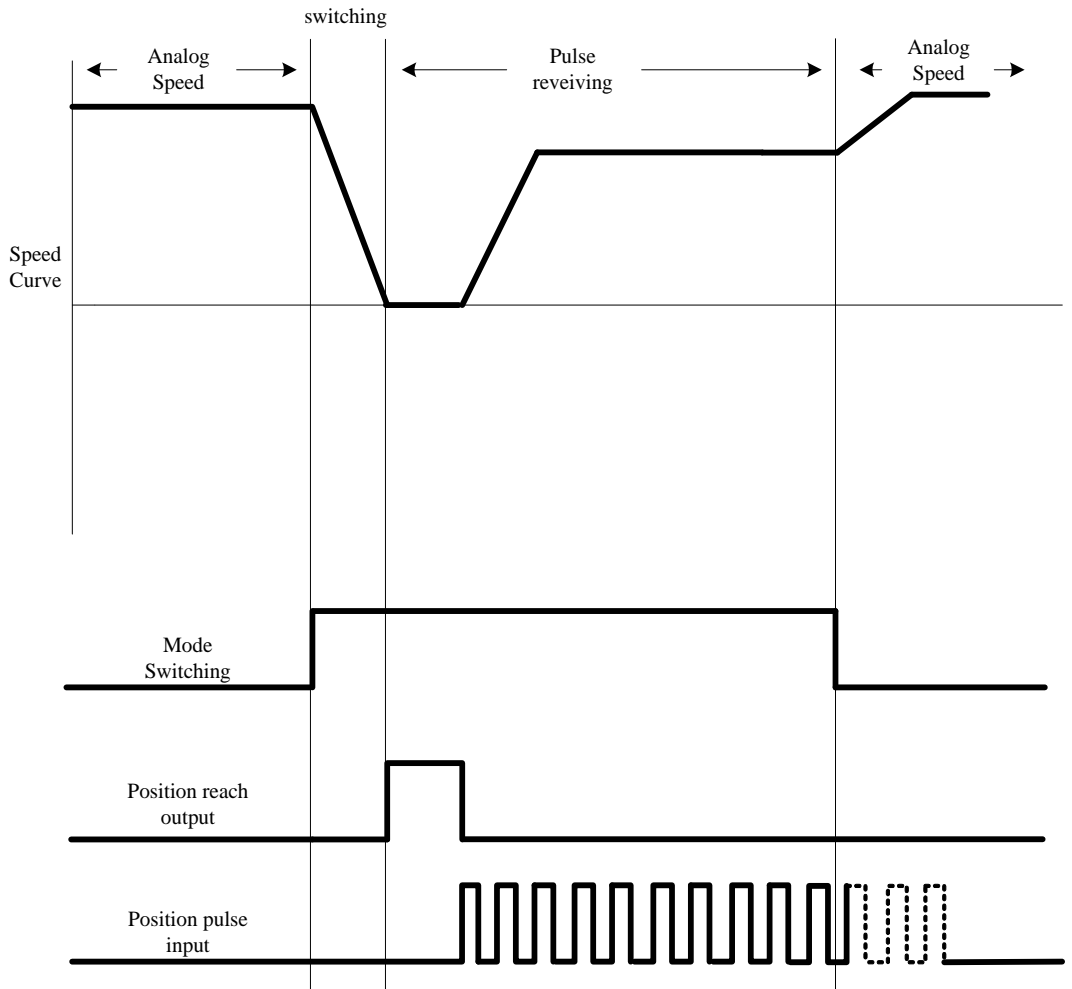 switching
Analog
Speed
Pulse
reveiving
Analog
Speed
Speed
Curve
Mode
Switching
Position reach
output
Position pulse
input